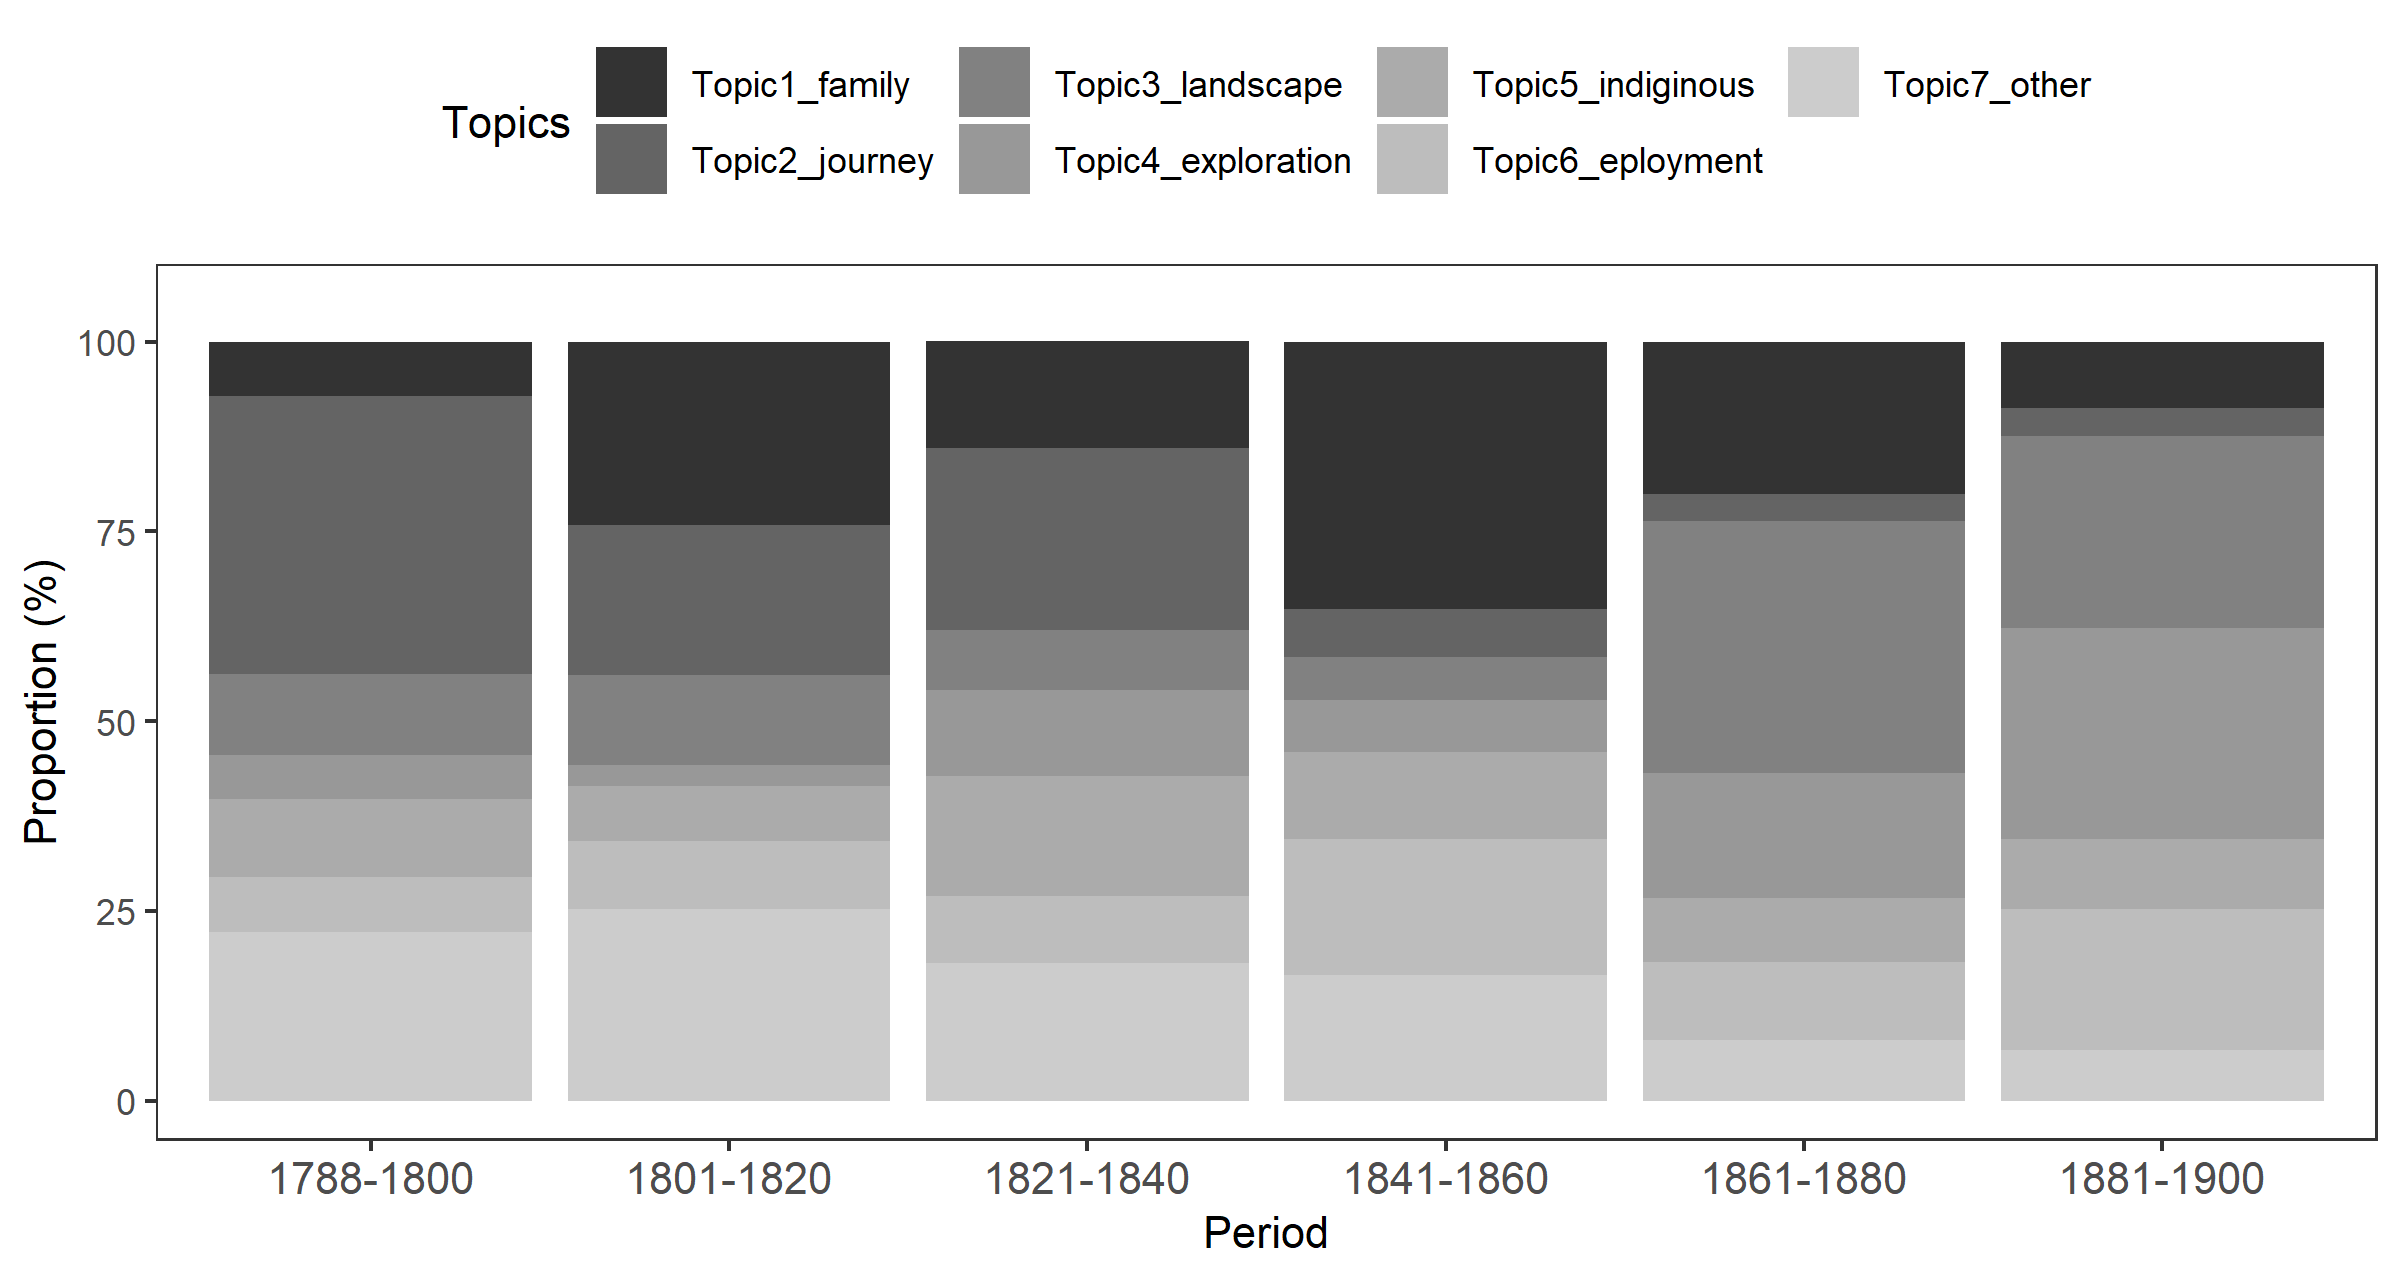 Topics
Topic1_family
Topic3_landscape
Topic5_indiginous
Topic7_other
Topic2_journey
Topic4_exploration
Topic6_eployment
Proportion (%)
100
75
50
25
0
1788-1800
1801-1820
1821-1840
1841-1860
1861-1880
1881-1900
Period